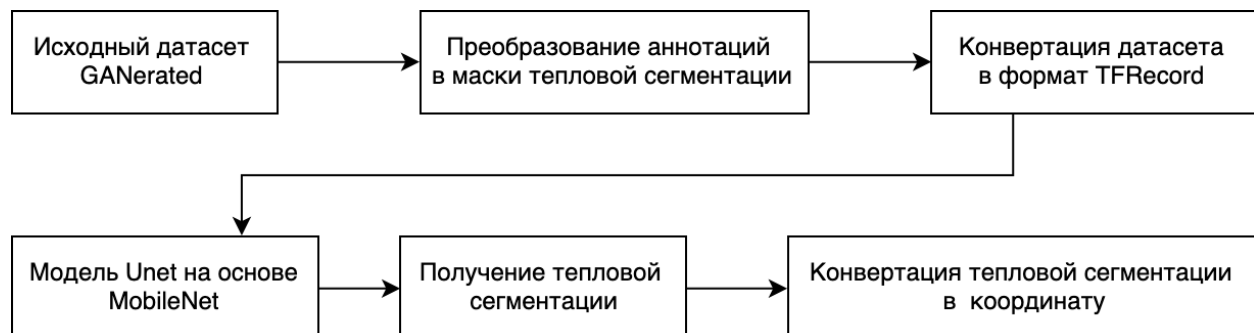 Исходный датасет
GANerated
Преобразование аннотаций
в маски тепловой сегментации
Конвертация датасета
в формат TFRecord
Модель Unet на основе
MobileNet
Получение тепловой
сегментации
Конвертация тепловой сегментации
в координату